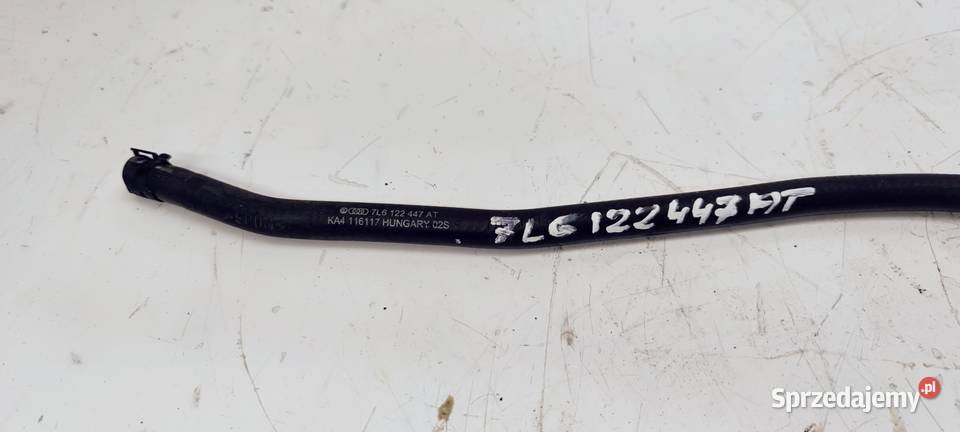 7L6 122 447 AT
KA4 116117 HUNGARY 02S
7L6 122 447 AT
Sprzedajemy.pl